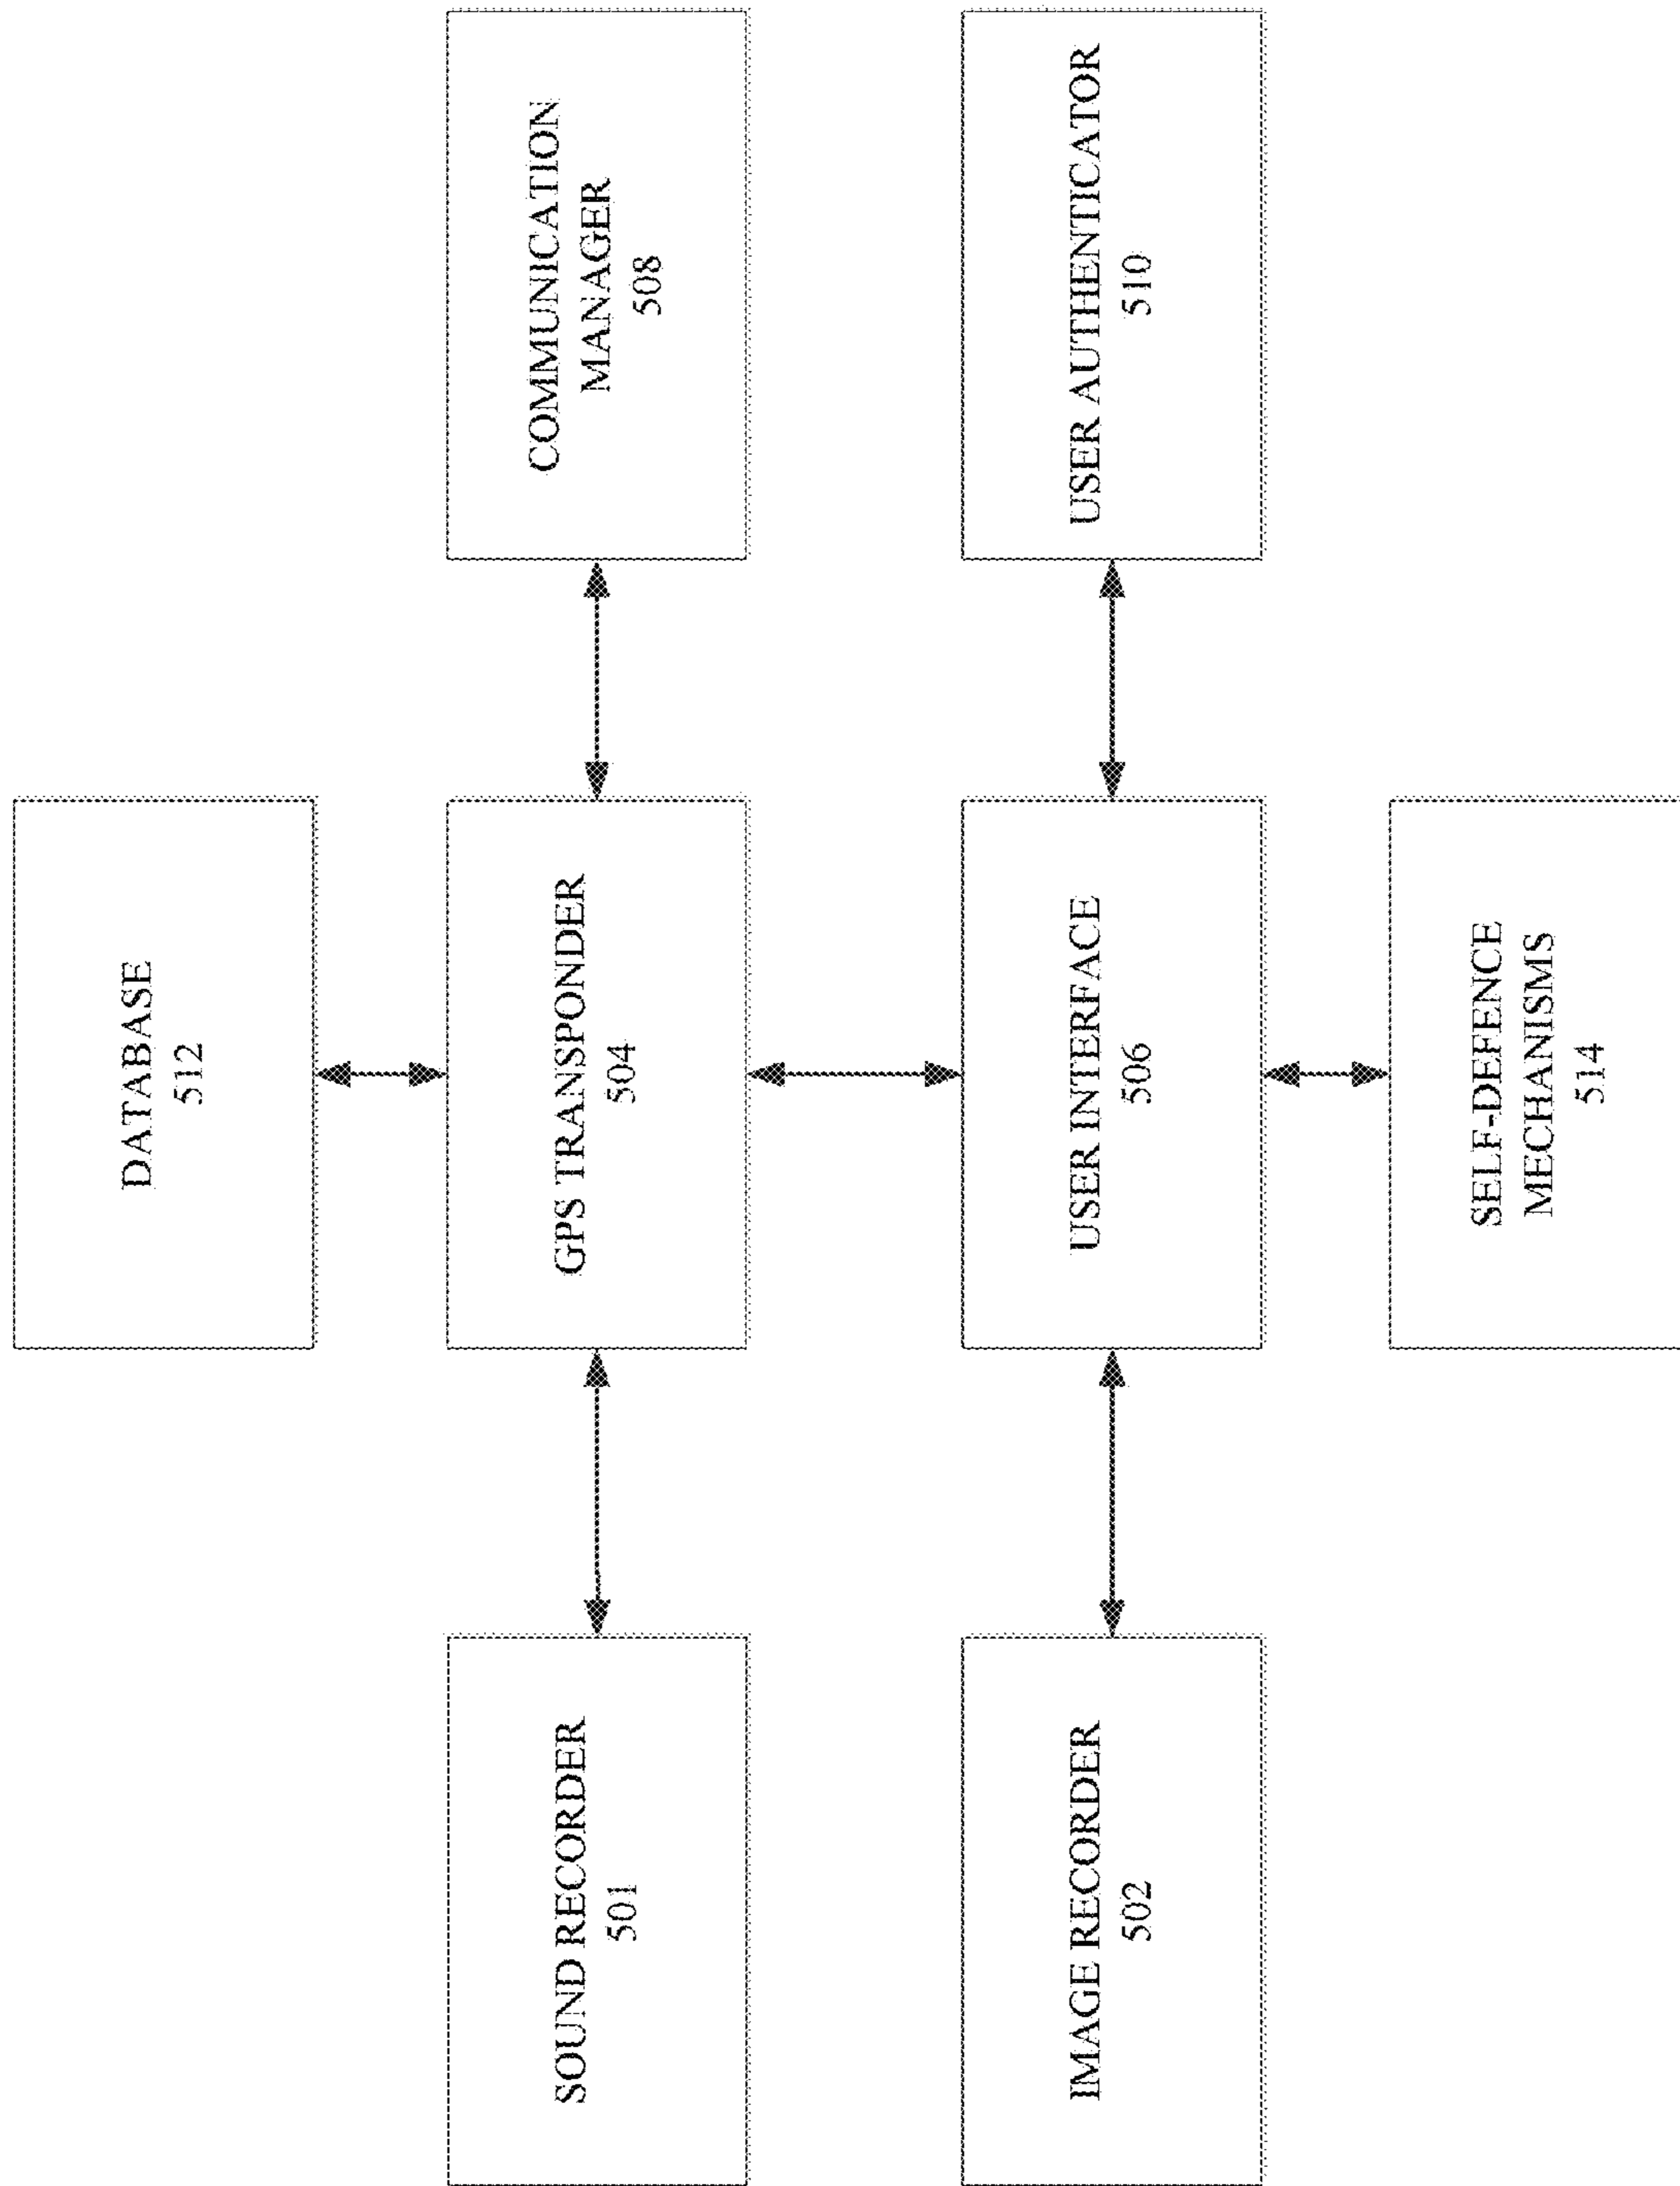 DATABASE
512
SOUND RECORDER
501
GPS TRANSPONDER
504
COMMUNICATION
MANAGER
508
IMAGE RECORDER
502
USER INTERFACE
506
USER AUTHENTICATOR
510
SELF-DEFENCE
MECHANISMS
514